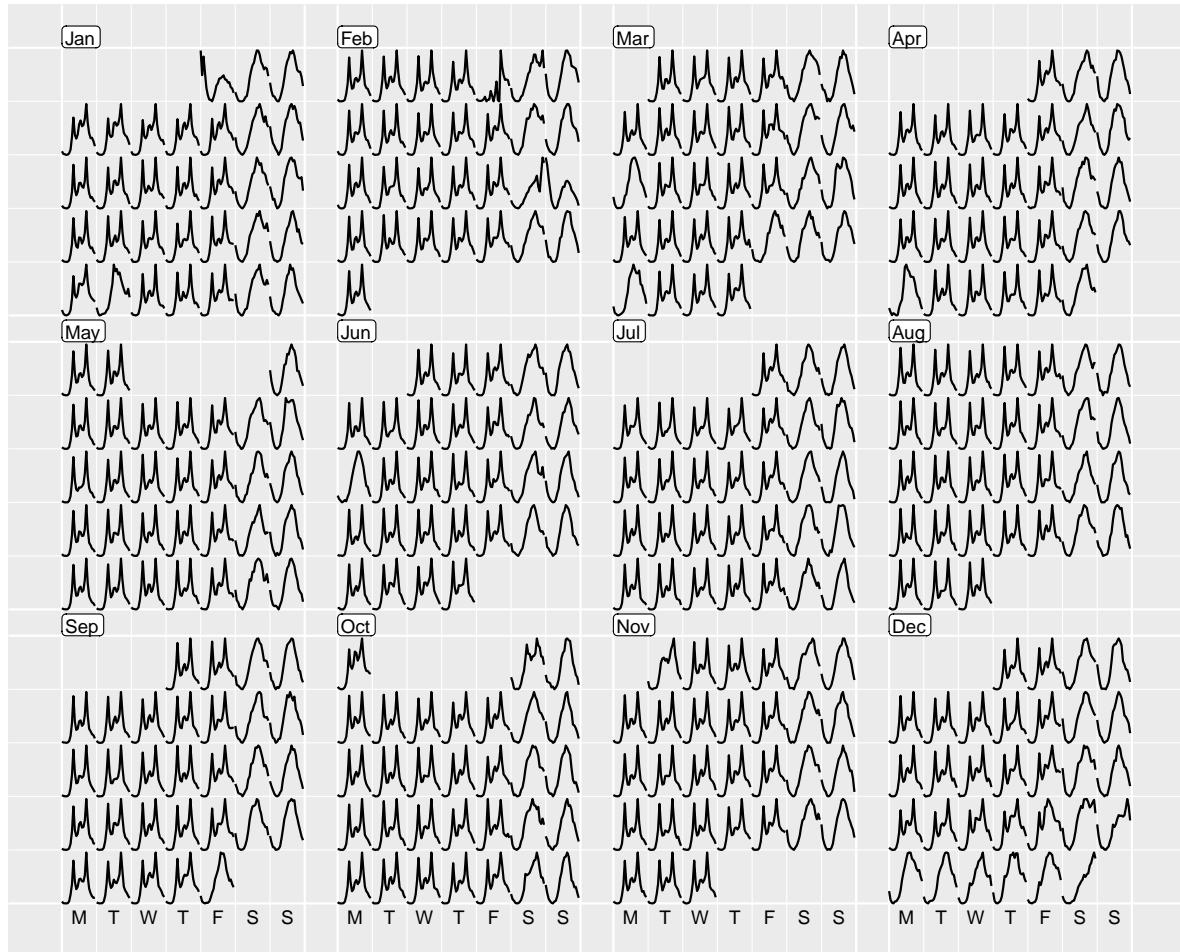 Jan Feb Mar Apr
May Jun Jul Aug
Sep Oct Nov Dec
M T W T F S S M T W T F S S M T W T F S S M T W T F S S